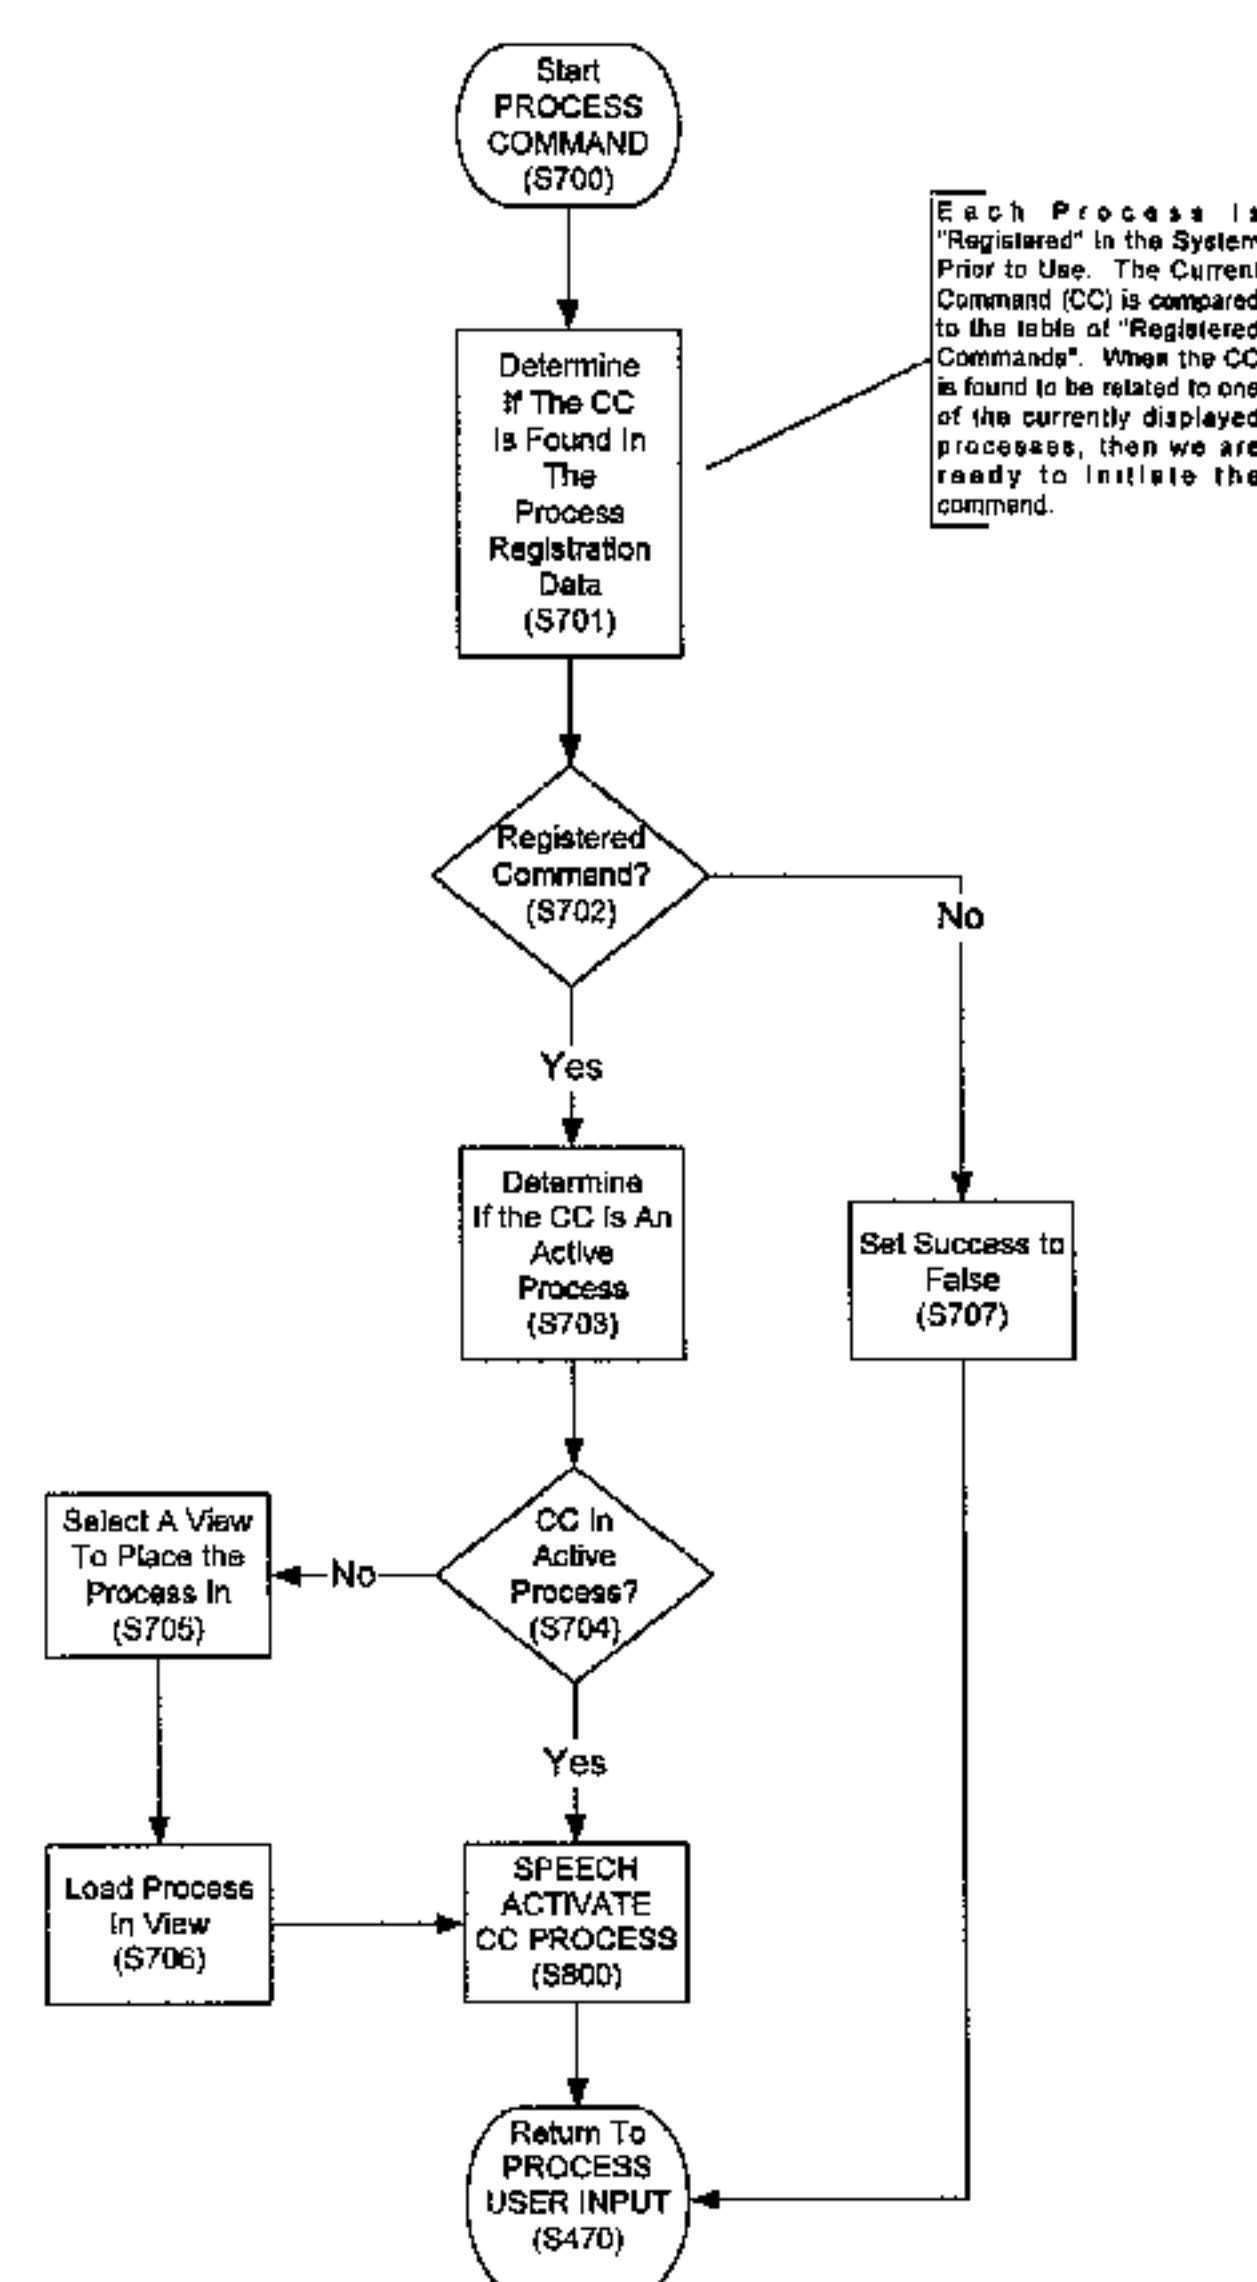 Start
PROCESS
COMMAND
(S700)
Each Process is
"Registered" In the System
Prior to Use. The Current
Command (CC) is compared
to the table of "Registered
Commands". When the CC
is found to be related to one
of the currently displayed
processes, then we are
ready to initiate the
command.
Determine
If The CC
Is Found In
The
Process
Registration
Data
(S701)
Registered
Command?
(S702)
No
Yes
Determine
If the CC Is An
Active
Process
(S703)
Set Success to
False
(S707)
Select A View
To Place the
Process In
(S705)
No
CC In
Active
Process?
(S704)
Yes
Load Process
In View
(S706)
SPEECH
ACTIVATE
CC PROCESS
(S800)
Return To
PROCESS
USER INPUT
(S470)